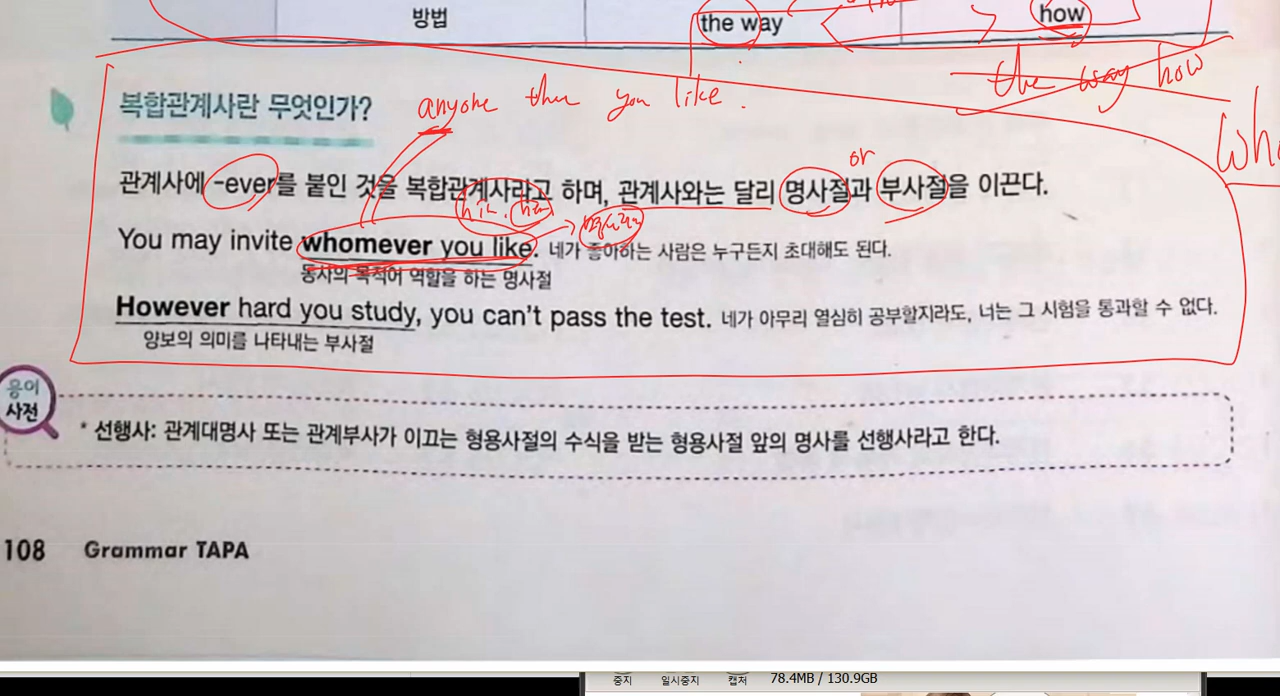 방법 the way how
the way how
복합관계사란 무엇인가? anyone you like.
or
관계사에 -ever를 붙인 것을 복합관계사라고 하며, 관계사와는 달리 명사절과 부사절을 이끈다.
You may invite whomever you like. 네가 좋아하는 사람은 누구든지 초대해도 된다.
동사의 목적어 역할을 하는 명사절
However hard you study, you can't pass the test. 네가 아무리 열심히 공부할지라도, 너는 그 시험을 통과할 수 없다.
양보의 의미를 나타내는 부사절
용어
사전
* 선행사: 관계대명사 또는 관계부사가 이끄는 형용사절의 수식을 받는 형용사절 앞의 명사를 선행사라고 한다.
108 Grammar TAPA
중지 일시중지 캡처 78.4MB / 130.9GB